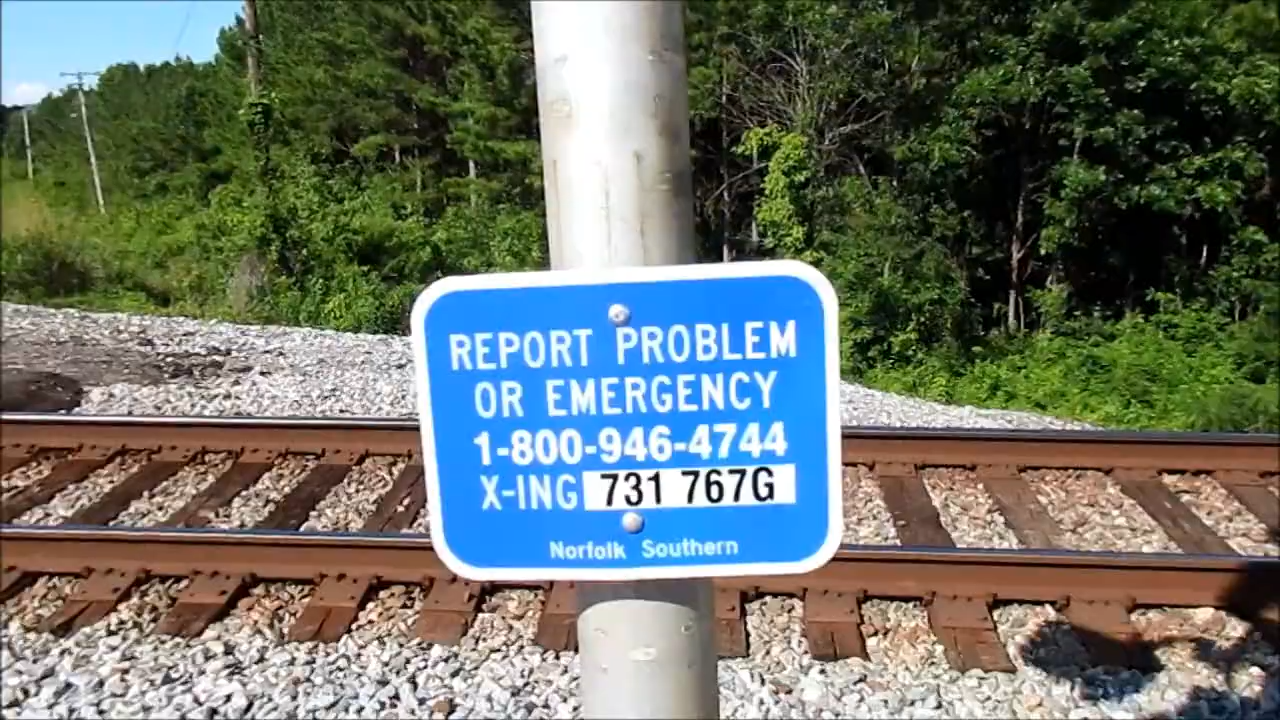 REPORT PROBLEM
OR EMERGENCY
1-800-946-4744
X-ING 731 767G
Norfolk Southern